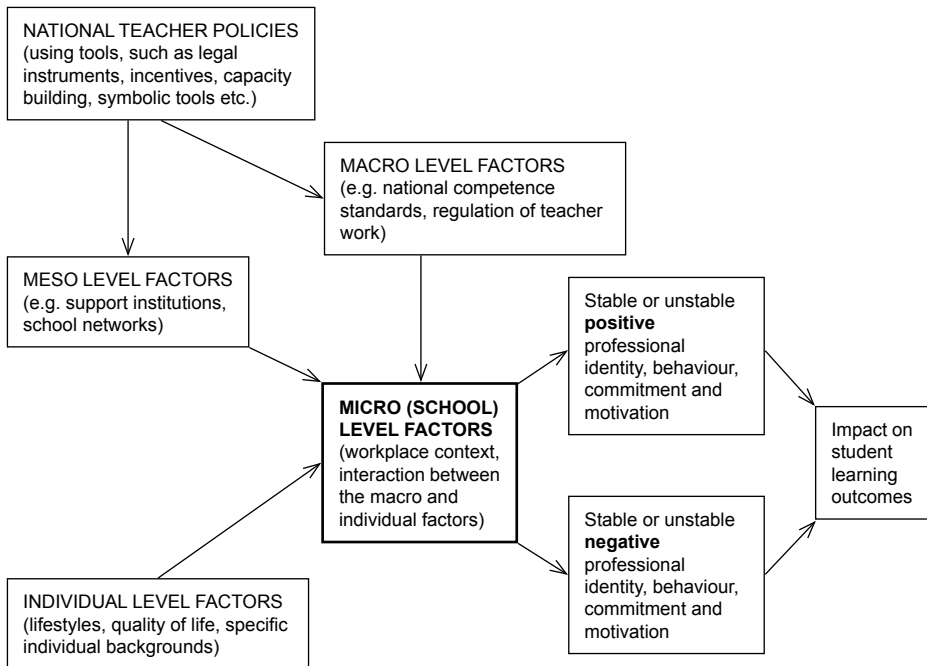 NATIONAL TEACHER POLICIES
(using tools, such as legal
instruments, incentives, capacity
building, symbolic tools etc.)
MACRO LEVEL FACTORS
(e.g. national competence
standards, regulation of teacher
work)
MESO LEVEL FACTORS
(e.g. support institutions,
school networks)
Stable or unstable
positive
professional
identity, behaviour,
commitment and
motivation
MICRO (SCHOOL)
LEVEL FACTORS
(workplace context,
interaction between
the macro and
individual factors)
Impact on
student
learning
outcomes
Stable or unstable
negative
professional
identity, behaviour,
commitment and
motivation
INDIVIDUAL LEVEL FACTORS
(lifestyles, quality of life, specific
individual backgrounds)